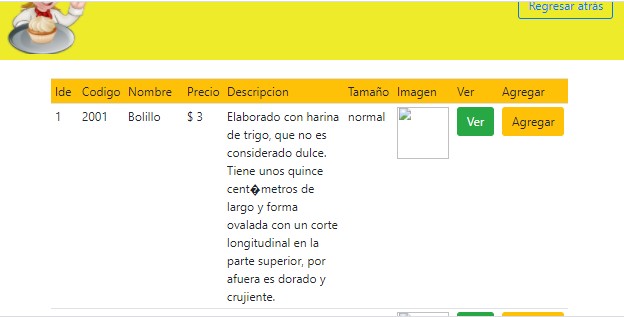 Regresar atrás
Ide Codigo Nombre Precio Descripcion Tamaño Imagen Ver Agregar
1 2001 Bolillo $ 3 Elaborado con harina normal Ver Agregar
de trigo, que no es
considerado dulce.
Tiene unos quince
cent�metros de
largo y forma
ovalada con un corte
longitudinal en la
parte superior, por
afuera es dorado y
crujiente.